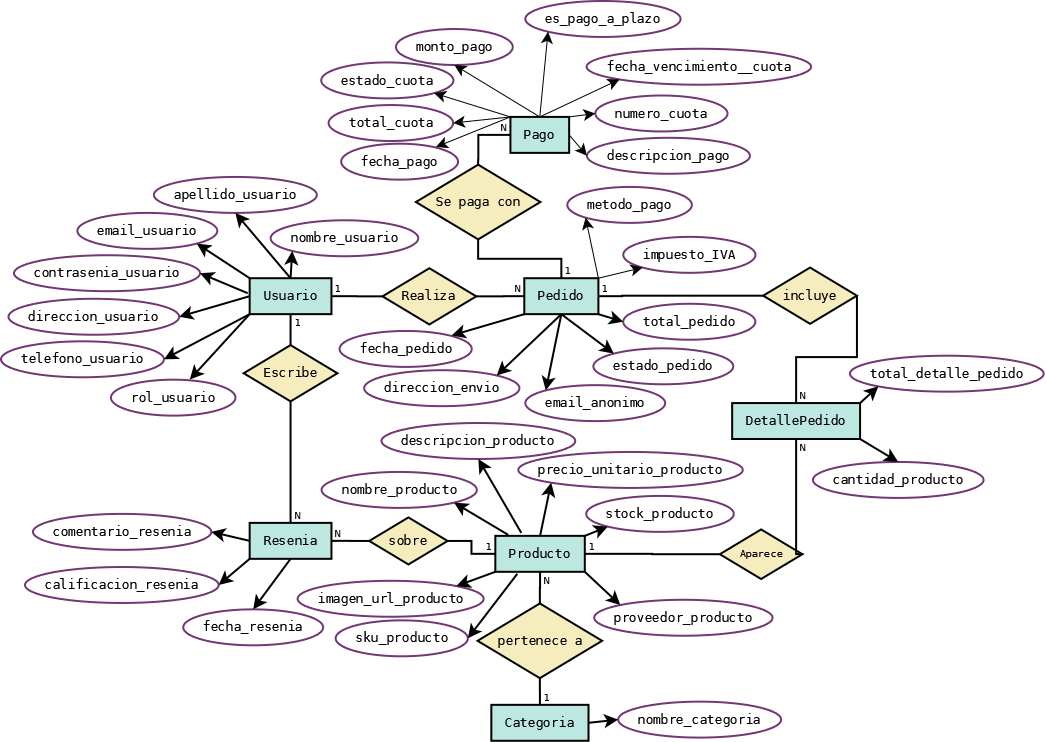 es_pago_a_plazo
monto_pago
fecha_vencimiento__cuota
estado_cuota
numero_cuota
total_cuota
N
Pago
fecha_pago
descripcion_pago
apellido_usuario
Se paga con
metodo_pago
email_usuario
nombre_usuario
impuesto_IVA
contrasenia_usuario
1
Usuario
1
Realiza
N
Pedido
1
incluye
direccion_usuario
1
total_pedido
fecha_pedido
telefono_usuario
estado_pedido
Escribe
total_detalle_pedido
direccion_envio
rol_usuario
email_anonimo
N
DetallePedido
descripcion_producto
N
precio_unitario_producto
cantidad_producto
nombre_producto
stock_producto
N
comentario_resenia
Resenia
N
sobre
1
Producto
1
Aparece
calificacion_resenia
N
imagen_url_producto
proveedor_producto
fecha_resenia
sku_producto
pertenece a
1
Categoria
nombre_categoria